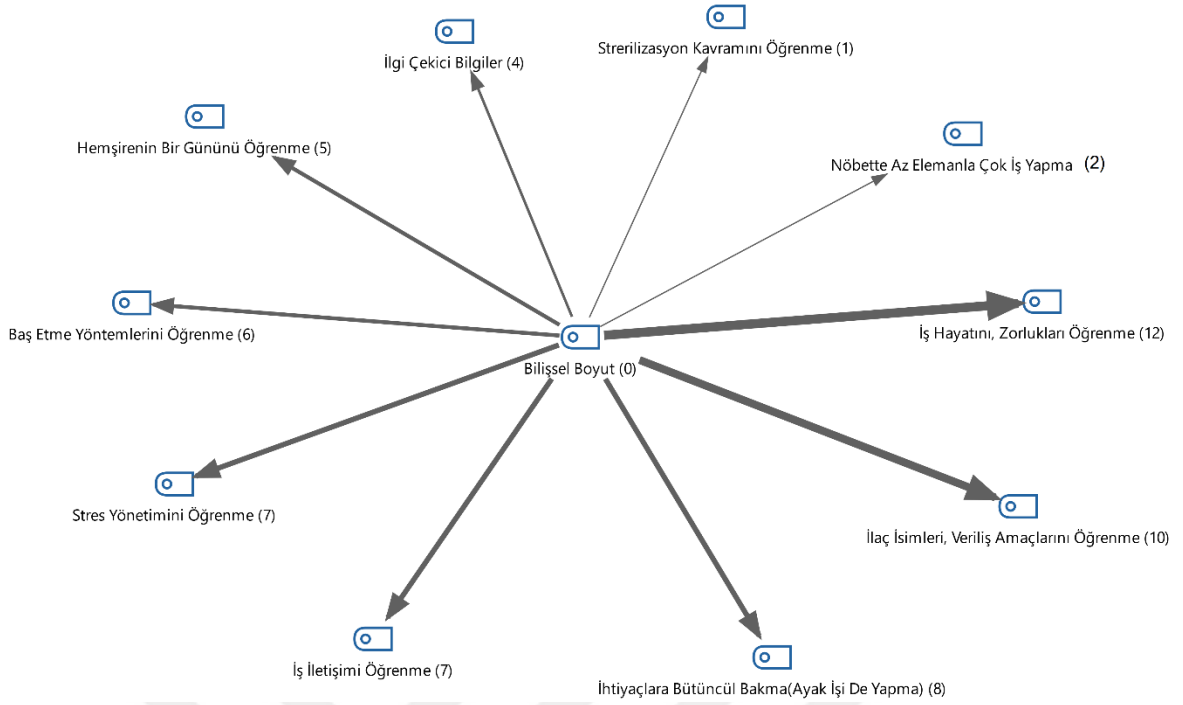 Strerilizasyon Kavramını Öğrenme (1)
İlgi Çekici Bilgiler (4)
Hemşirenin Bir Gününü Öğrenme (5)
Nöbette Az Elemanla Çok İş Yapma (2)
Baş Etme Yöntemlerini Öğrenme (6)
İş Hayatını, Zorlukları Öğrenme (12)
Bilişsel Boyut (0)
Stres Yönetimini Öğrenme (7)
İlaç İsimleri, Veriliş Amaçlarını Öğrenme (10)
İş İletişimi Öğrenme (7)
İhtiyaçlara Bütüncül Bakma(Ayak İşi De Yapma) (8)